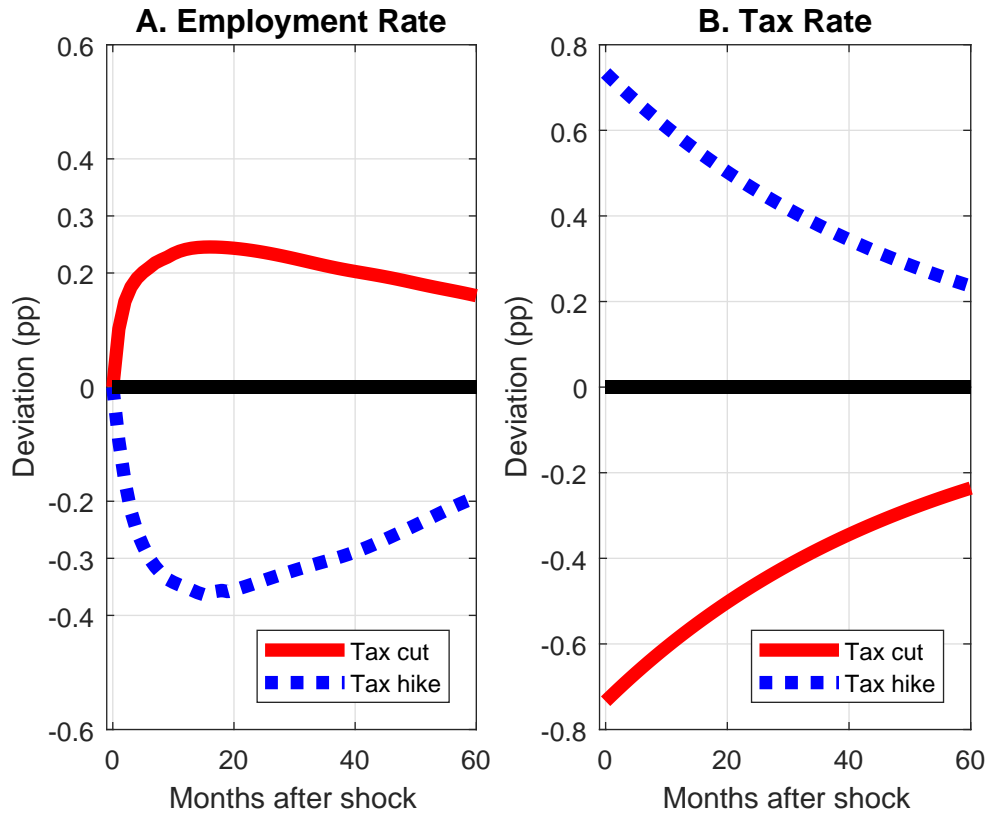 A. Employment Rate
0.6
0.4
0.3
0.2
0
-0.2
-0.3
-0.4
-0.6
Deviation (pp)
0 20 40 60
Months after shock
Tax cut
Tax hike
B. Tax Rate
0.8
0.6
0.4
0.2
0
-0.2
-0.4
-0.6
-0.8
Deviation (pp)
0 20 40 60
Months after shock
Tax cut
Tax hike